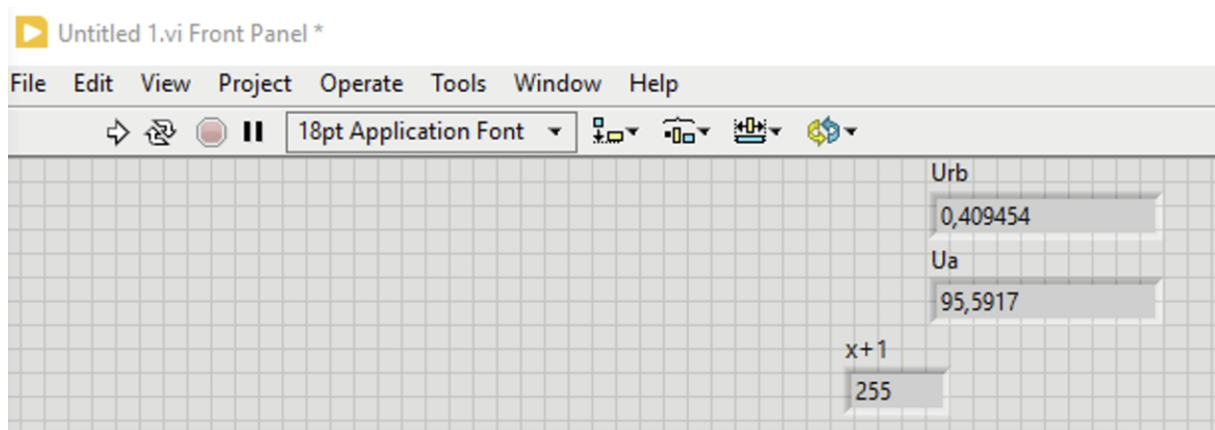 Untitled 1.vi Front Panel *
File Edit View Project Operate Tools Window Help
18pt Application Font
Urb
0,409454
Ua
95,5917
x+1
255